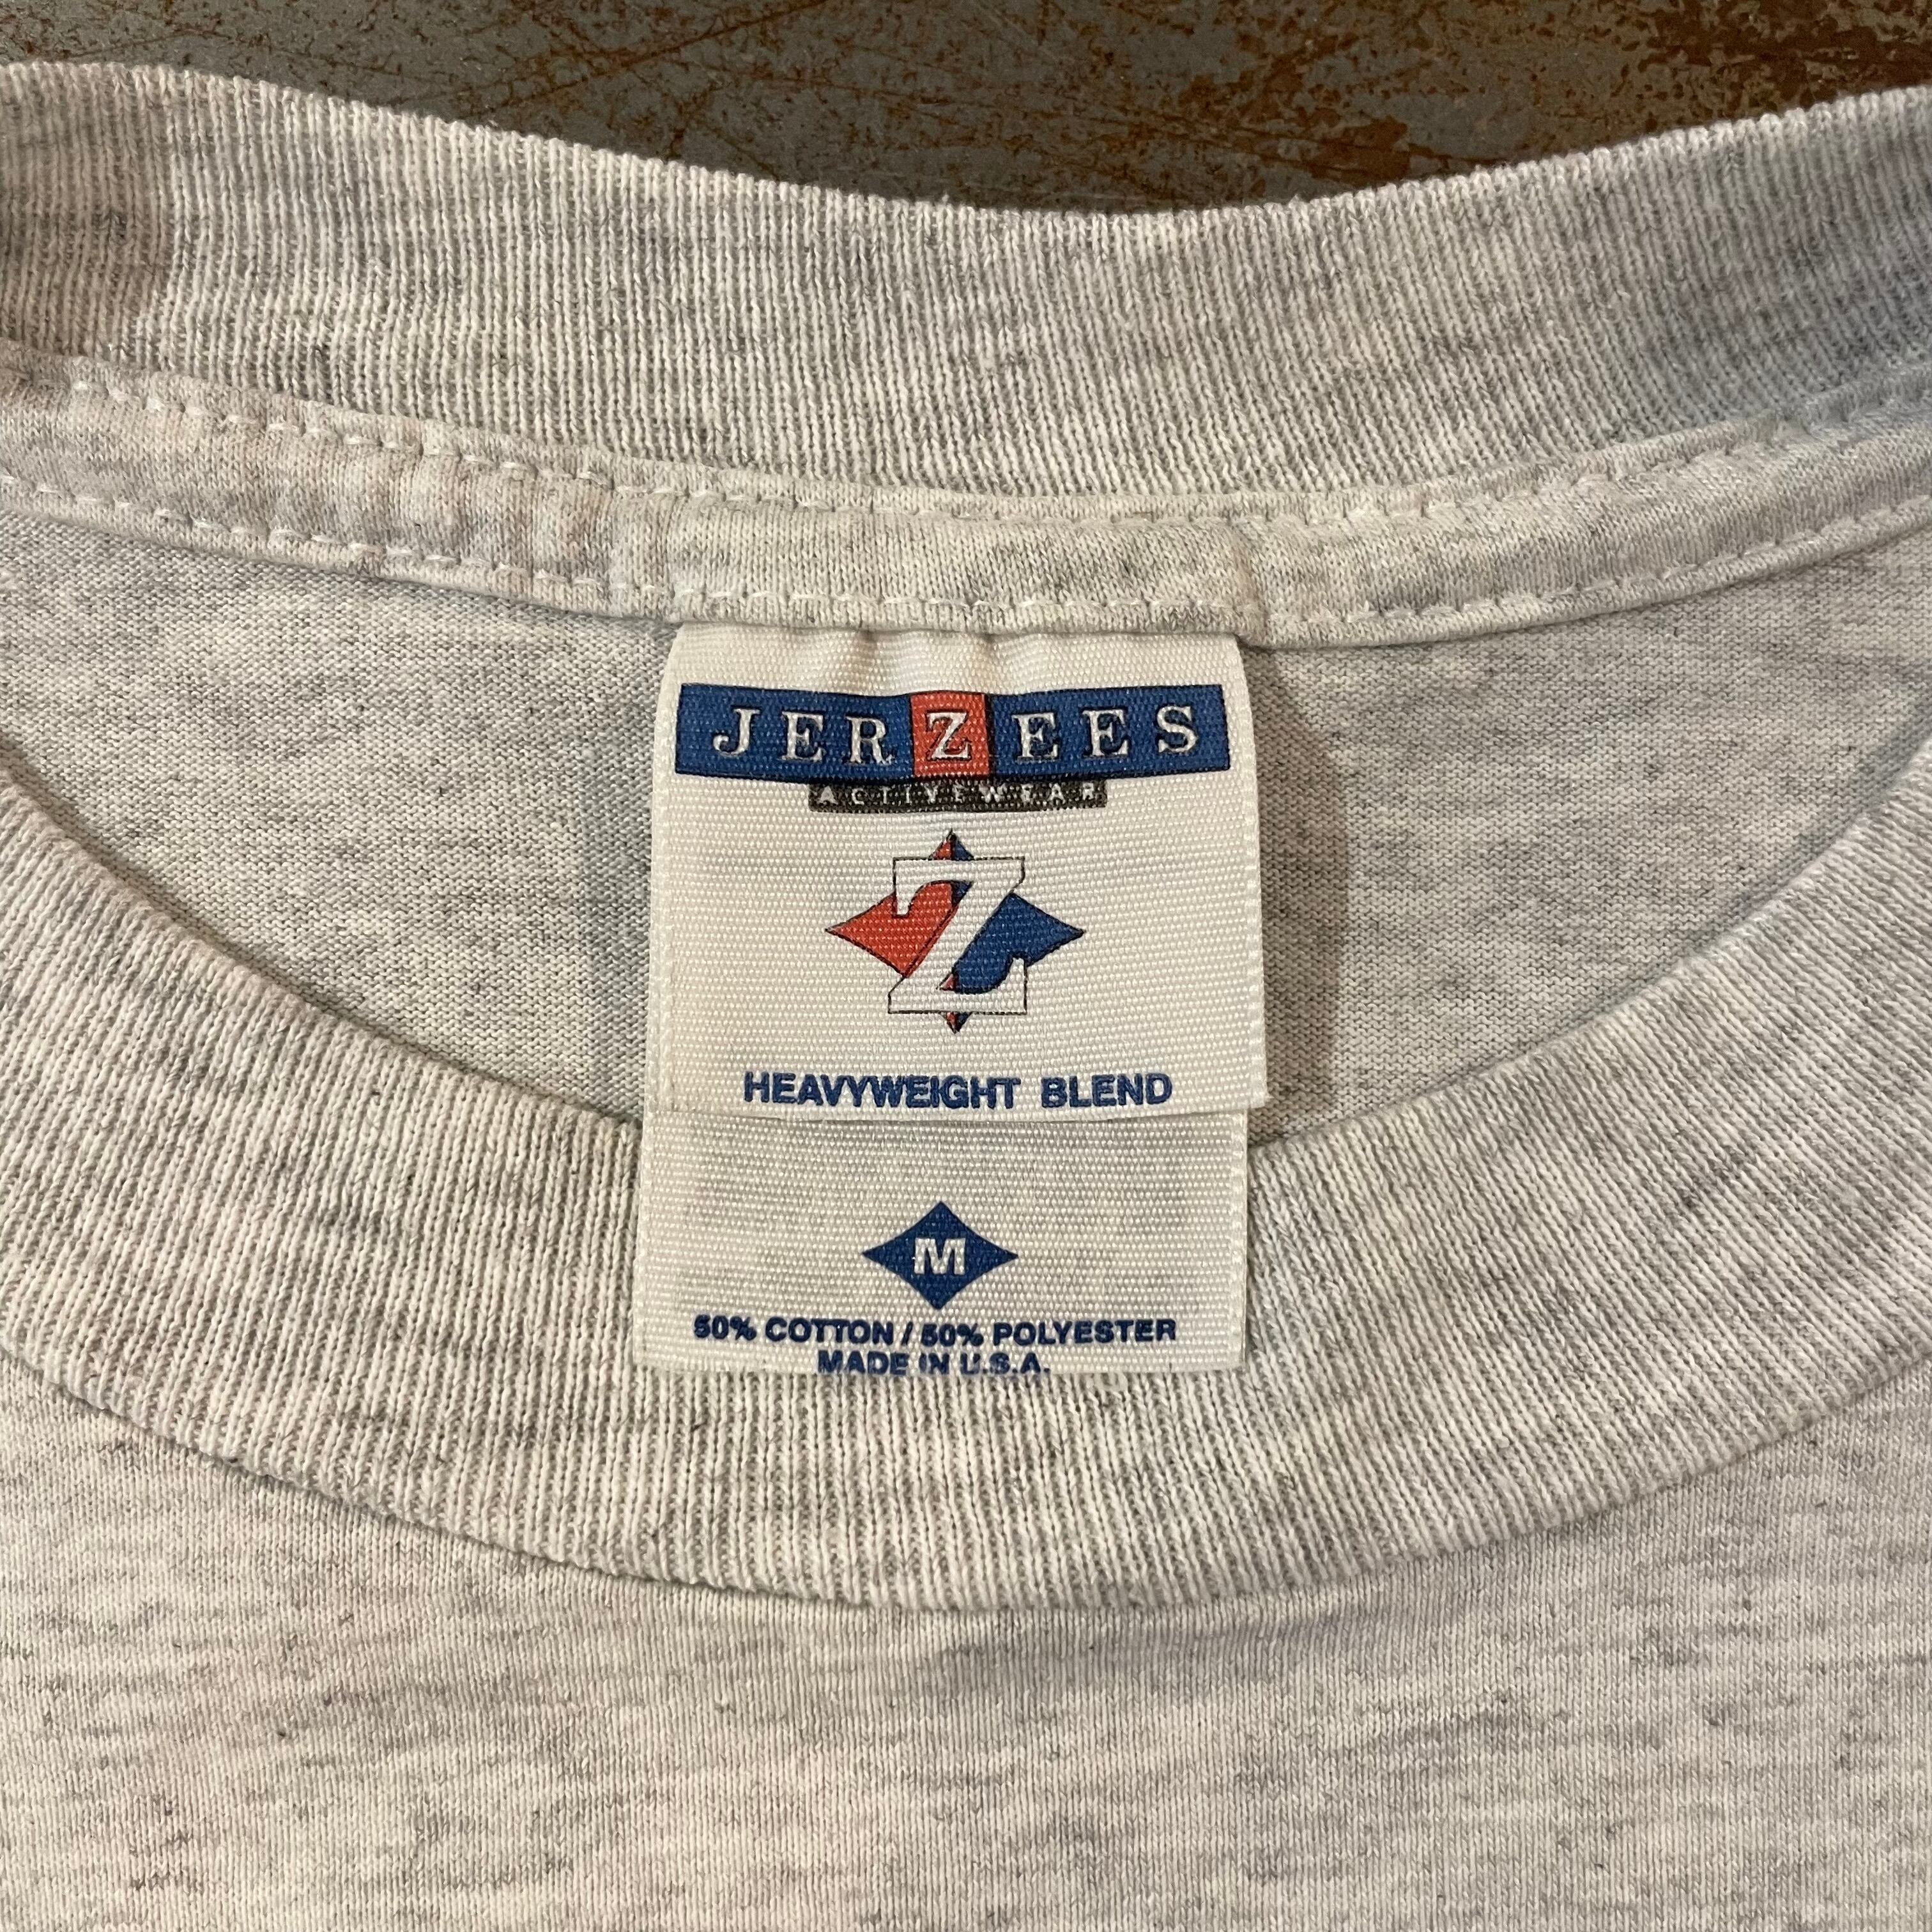 JERZEES
ACTIVEWEAR
Z
HEAVYWEIGHT BLEND
M
50% COTTON / 50% POLYESTER
MADE IN U.S.A.